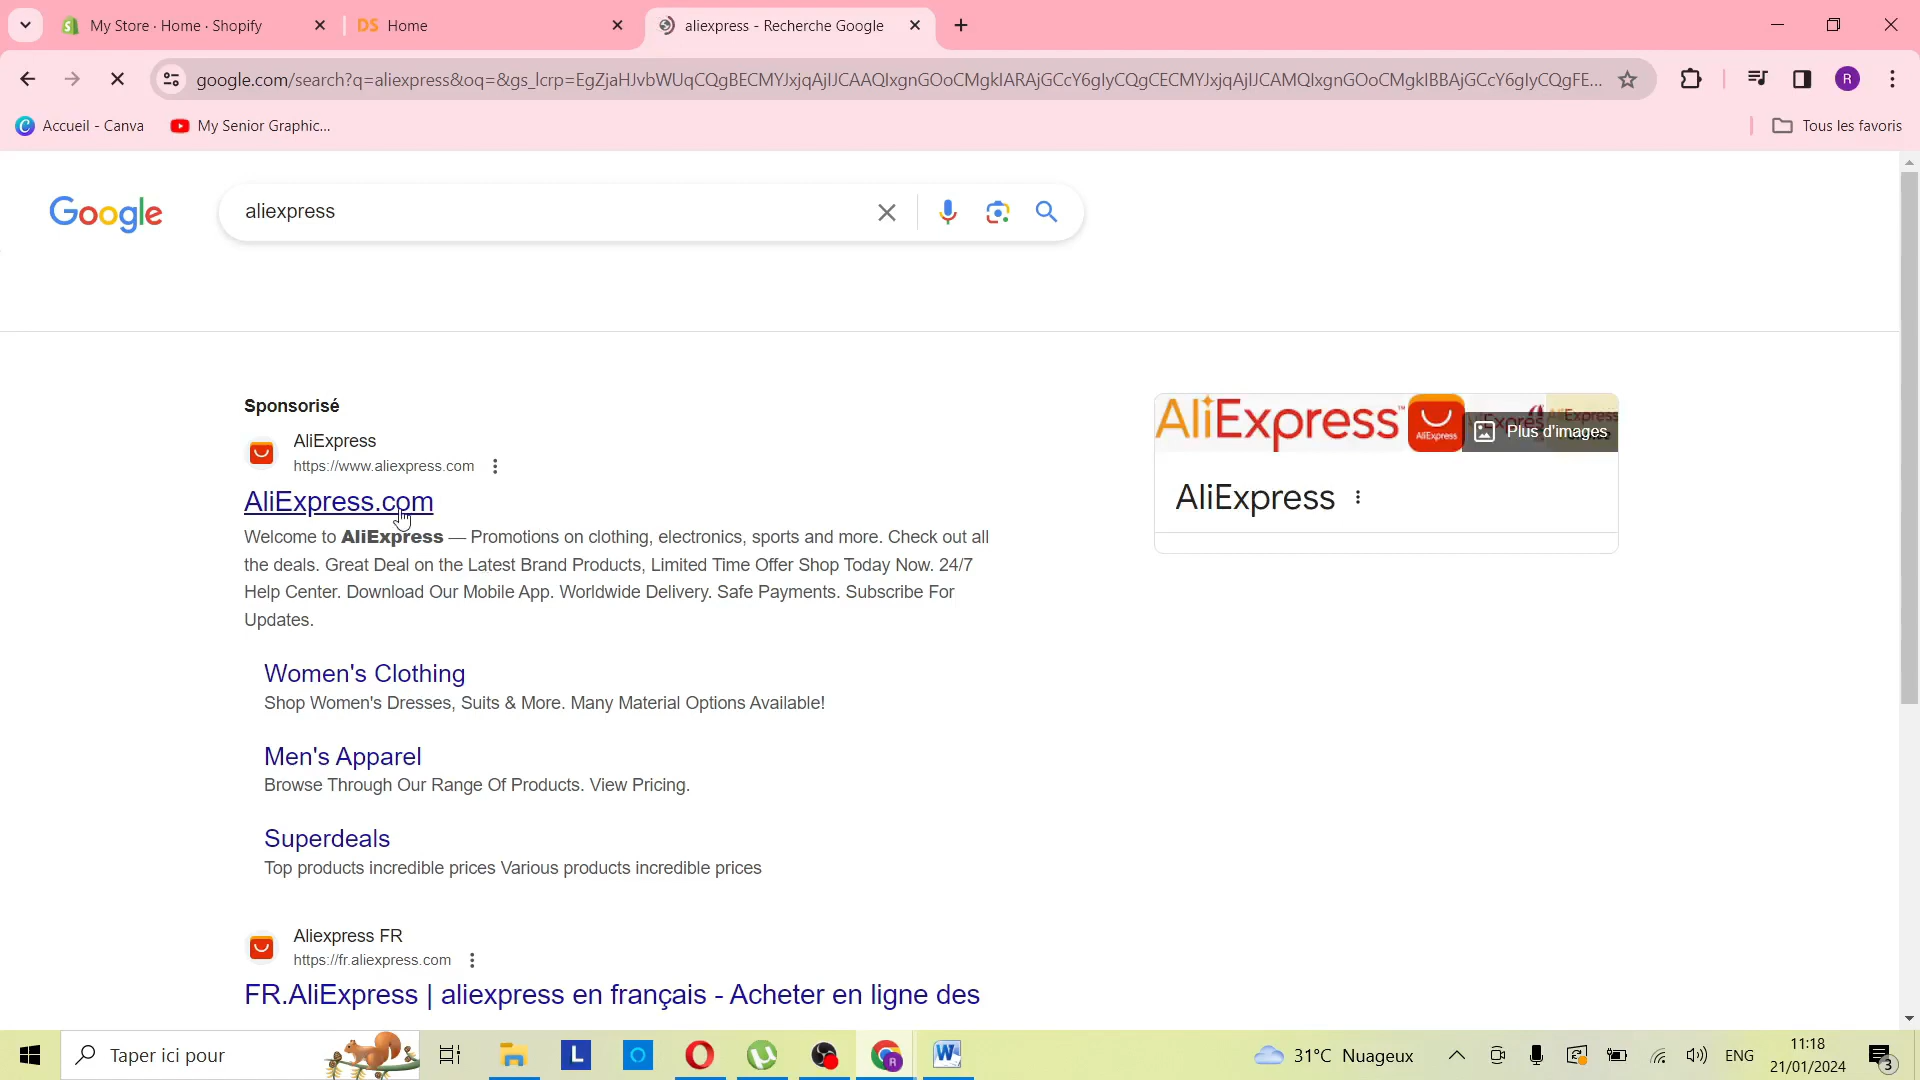 My Store · Home · Shopify
DS Home
aliexpress - Recherche Google
google.com/search?q=aliexpress&oq=&gs_lcrp=EgZjaHJvbWUqCQgBECMYJxjqAjIJCAAQIxgnGOoCMgkIARAjGCcY6gIyCQgCECMYJxjqAjIJCAMQIxgnGOoCMgkIBBAjGCcY6gIyCQgFE...
R
Accueil - Canva
My Senior Graphic...
Tous les favoris
Google
aliexpress
Sponsorisé
AliExpress
https://www.aliexpress.com
AliExpress.com
Welcome to AliExpress — Promotions on clothing, electronics, sports and more. Check out all
the deals. Great Deal on the Latest Brand Products, Limited Time Offer Shop Today Now. 24/7
Help Center. Download Our Mobile App. Worldwide Delivery. Safe Payments. Subscribe For
Updates.
Women's Clothing
Shop Women's Dresses, Suits & More. Many Material Options Available!
Men's Apparel
Browse Through Our Range Of Products. View Pricing.
Superdeals
Top products incredible prices Various products incredible prices
Aliexpress FR
https://fr.aliexpress.com
FR.AliExpress | aliexpress en français - Acheter en ligne des
AliExpress™
AliExpress
Plus d'images
AliExpress
Taper ici pour
L
R
W
31°C Nuageux
ENG
11:18
21/01/2024
3